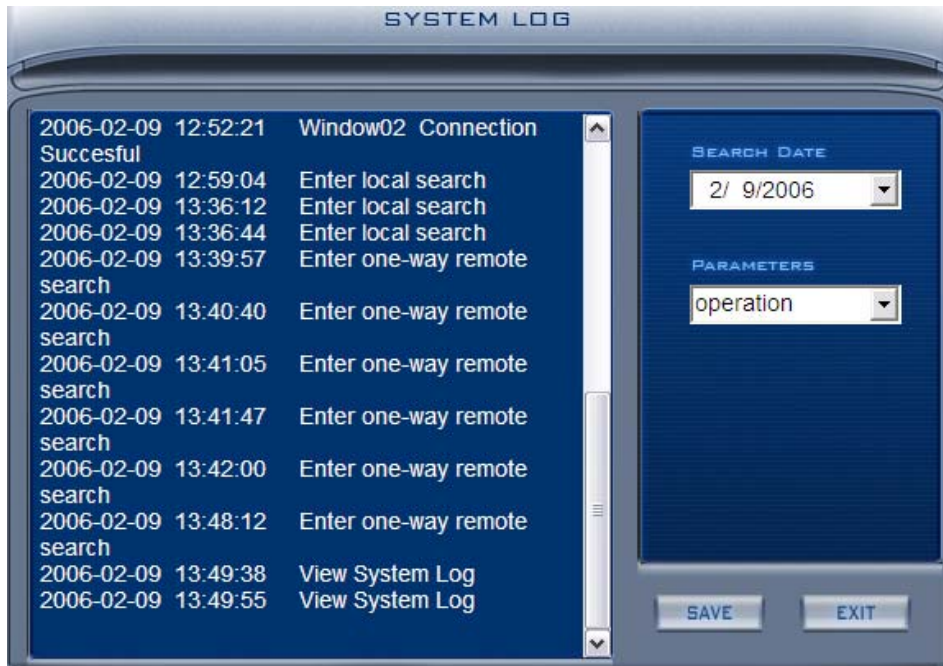 SYSTEM LOG
2006-02-09 12:52:21 Window02 Connection
Succesful
2006-02-09 12:59:04 Enter local search
2006-02-09 13:36:12 Enter local search
2006-02-09 13:36:44 Enter local search
2006-02-09 13:39:57 Enter one-way remote
search
2006-02-09 13:40:40 Enter one-way remote
search
2006-02-09 13:41:05 Enter one-way remote
search
2006-02-09 13:41:47 Enter one-way remote
search
2006-02-09 13:42:00 Enter one-way remote
search
2006-02-09 13:48:12 Enter one-way remote
search
2006-02-09 13:49:38 View System Log
2006-02-09 13:49:55 View System Log
SEARCH DATE
2/ 9/2006
PARAMETERS
operation
SAVE
EXIT